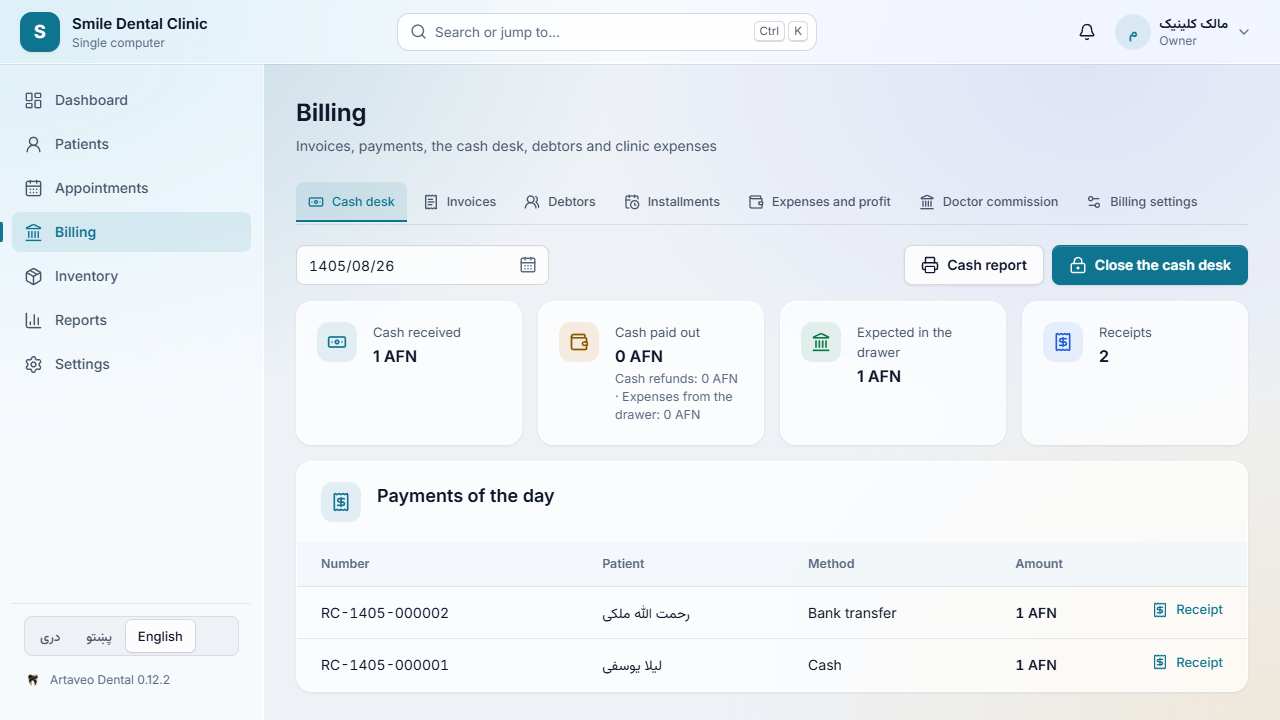 S
Smile Dental Clinic
Single computer
Search or jump to...
Ctrl K
م
مالک کلینیک
Owner
Dashboard
Patients
Appointments
Billing
Inventory
Reports
Settings
دری پښتو English
Artaveo Dental 0.12.2
Billing
Invoices, payments, the cash desk, debtors and clinic expenses
Cash desk Invoices Debtors Installments Expenses and profit Doctor commission Billing settings
1405/08/26
Cash report Close the cash desk
Cash received
1 AFN
Cash paid out
0 AFN
Cash refunds: 0 AFN
· Expenses from the
drawer: 0 AFN
Expected in the
drawer
1 AFN
Receipts
2
Payments of the day
Number Patient Method Amount
RC-1405-000002 رحمت الله ملکی Bank transfer 1 AFN Receipt
RC-1405-000001 لیلا یوسفی Cash 1 AFN Receipt